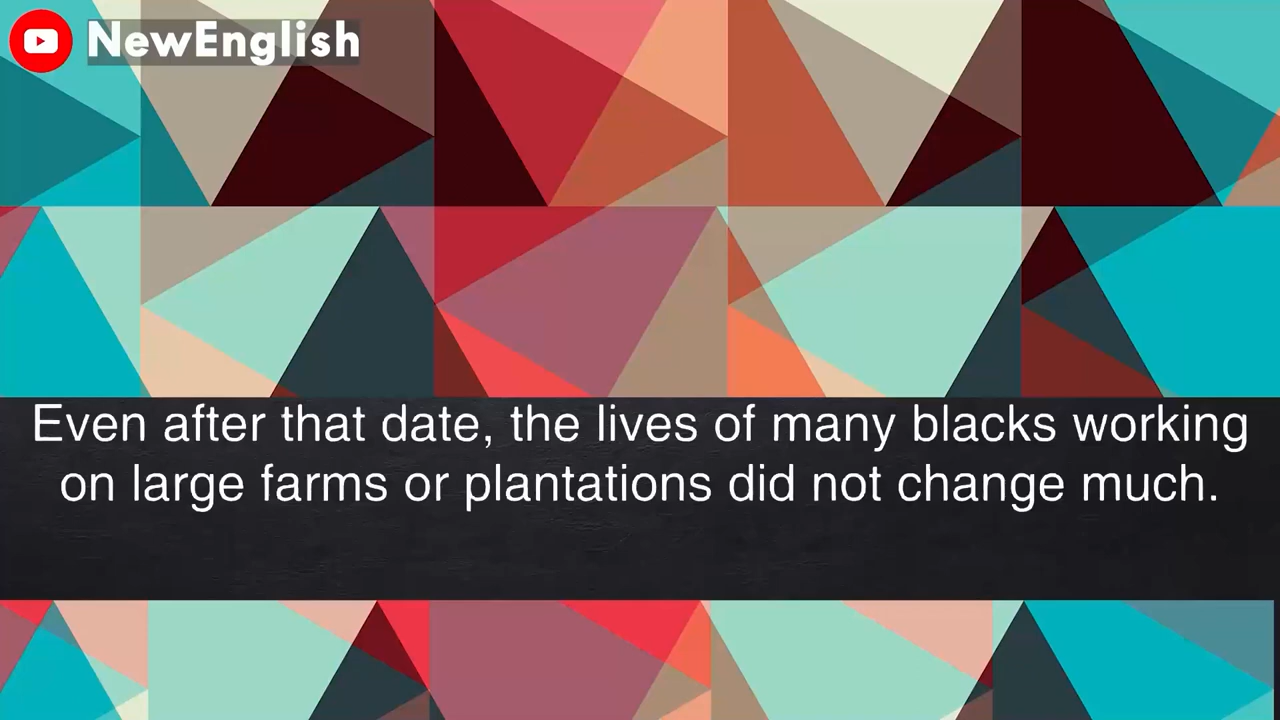 NewEnglish
Even after that date, the lives of many blacks working
on large farms or plantations did not change much.